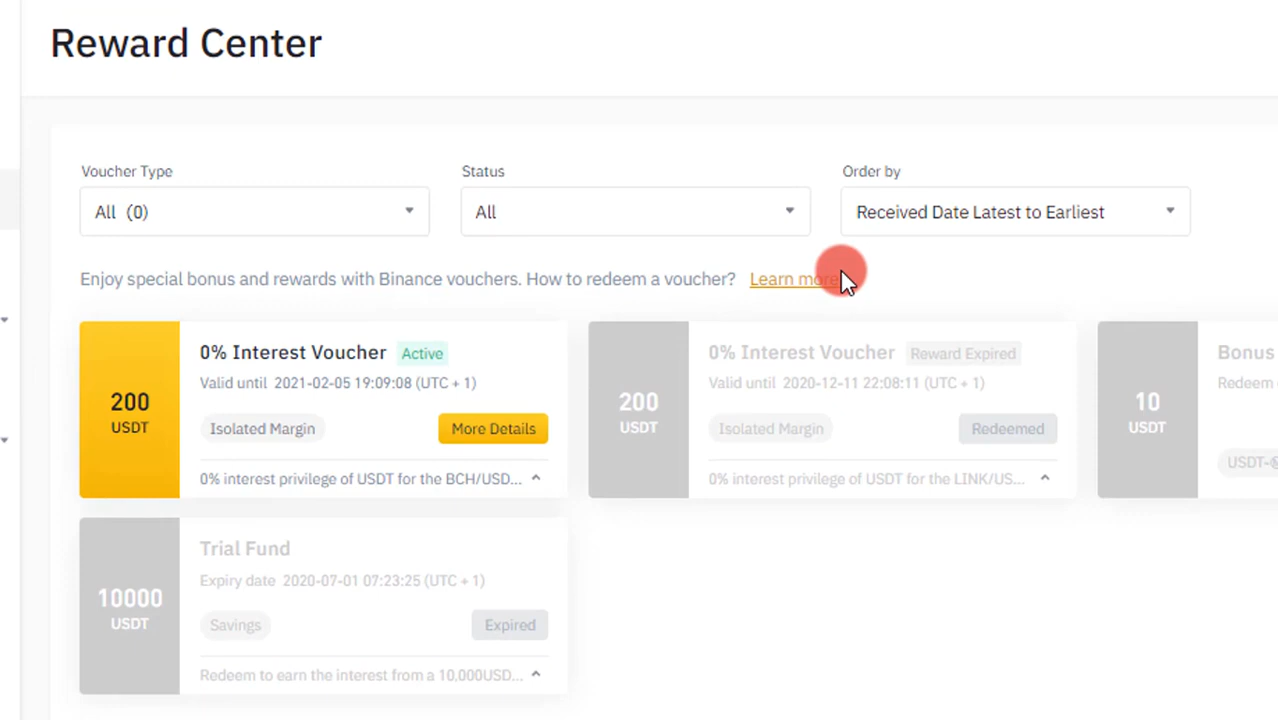 Reward Center
Voucher Type
Status
Order by
All (0)
All
Received Date Latest to Earliest
Enjoy special bonus and rewards with Binance vouchers. How to redeem a voucher? Learn more
200
USDT
0% Interest Voucher Active
Valid until 2021-02-05 19:09:08 (UTC + 1)
Isolated Margin
More Details
0% interest privilege of USDT for the BCH/USD...
200
USDT
0% Interest Voucher Reward Expired
Valid until 2020-12-11 22:08:11 (UTC + 1)
Isolated Margin
Redeemed
0% interest privilege of USDT for the LINK/US...
10
USDT
Bonus
Redeem
USDT-
10000
USDT
Trial Fund
Expiry date 2020-07-01 07:23:25 (UTC + 1)
Savings
Expired
Redeem to earn the interest from a 10,000USD...